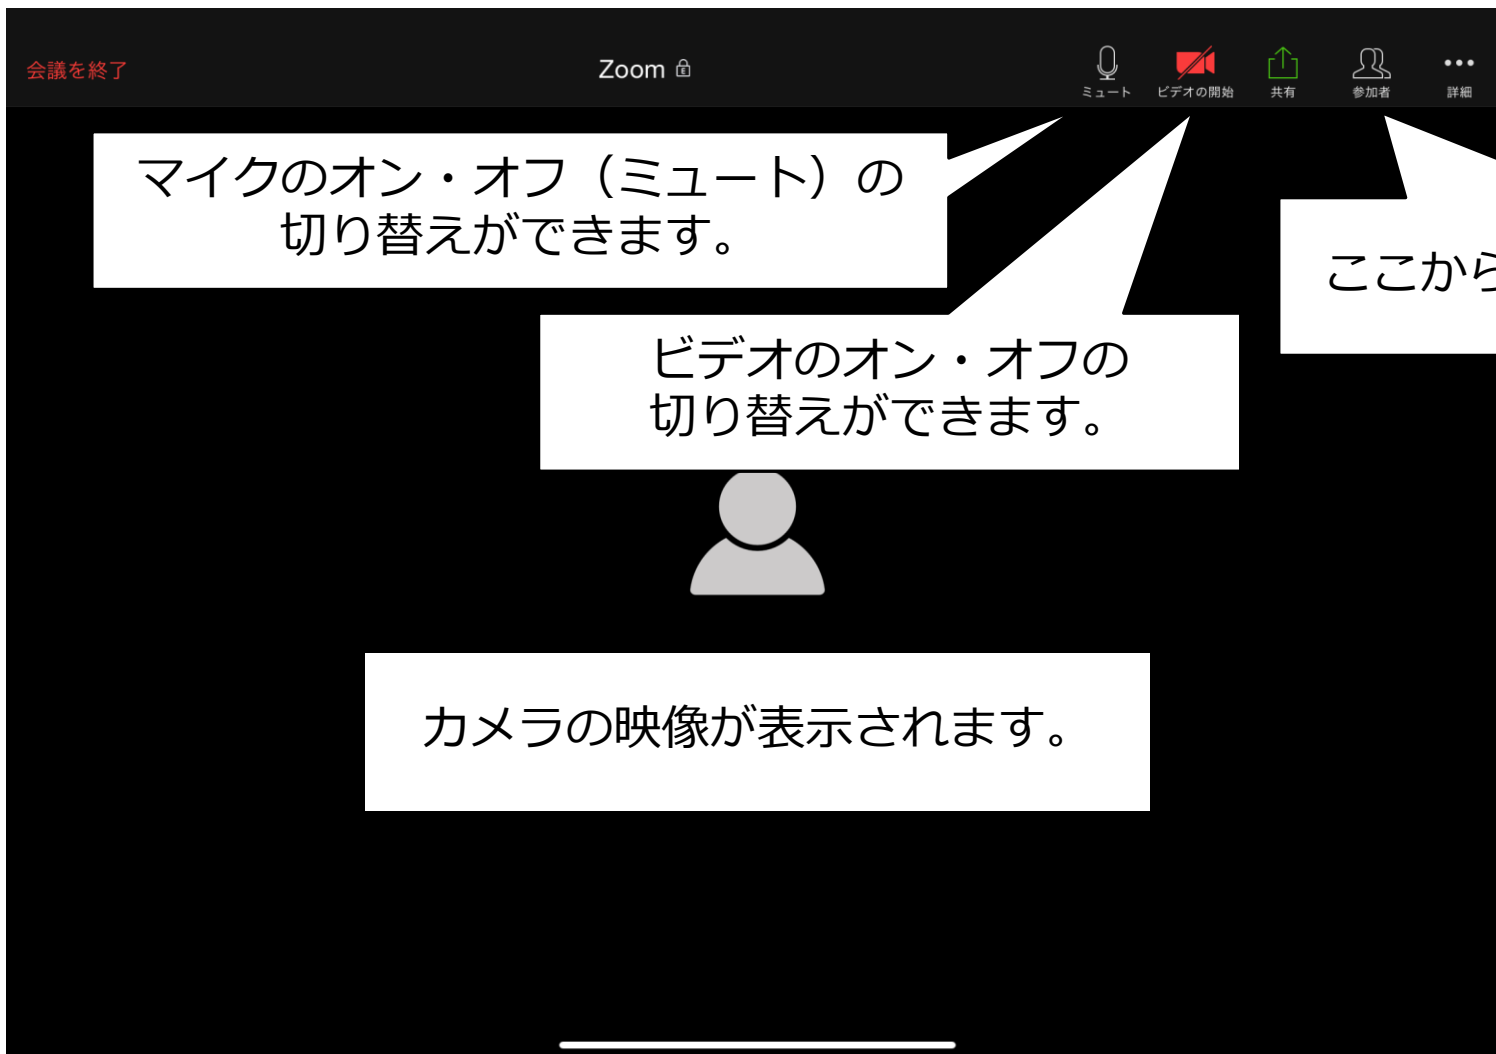 会議を終了
Zoom
ミュート
ビデオの開始
共有
参加者
詳細
マイクのオン・オフ（ミュート）の
切り替えができます。
ここから
ビデオのオン・オフの
切り替えができます。
カメラの映像が表示されます。